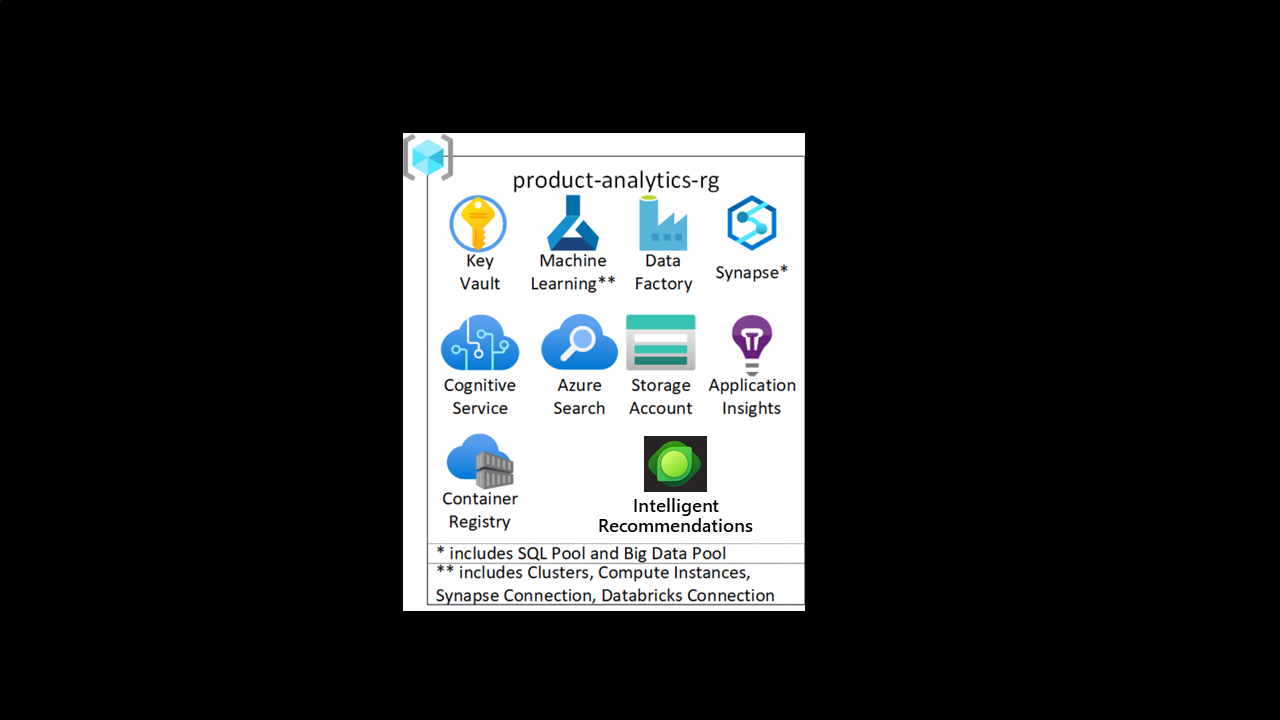 product-analytics-rg
Key
Vault
Machine
Learning**
Data
Factory
Synapse*
Cognitive
Service
Azure
Search
Storage
Account
Application
Insights
Container
Registry
Intelligent
Recommendations
* includes SQL Pool and Big Data Pool
** includes Clusters, Compute Instances,
Synapse Connection, Databricks Connection